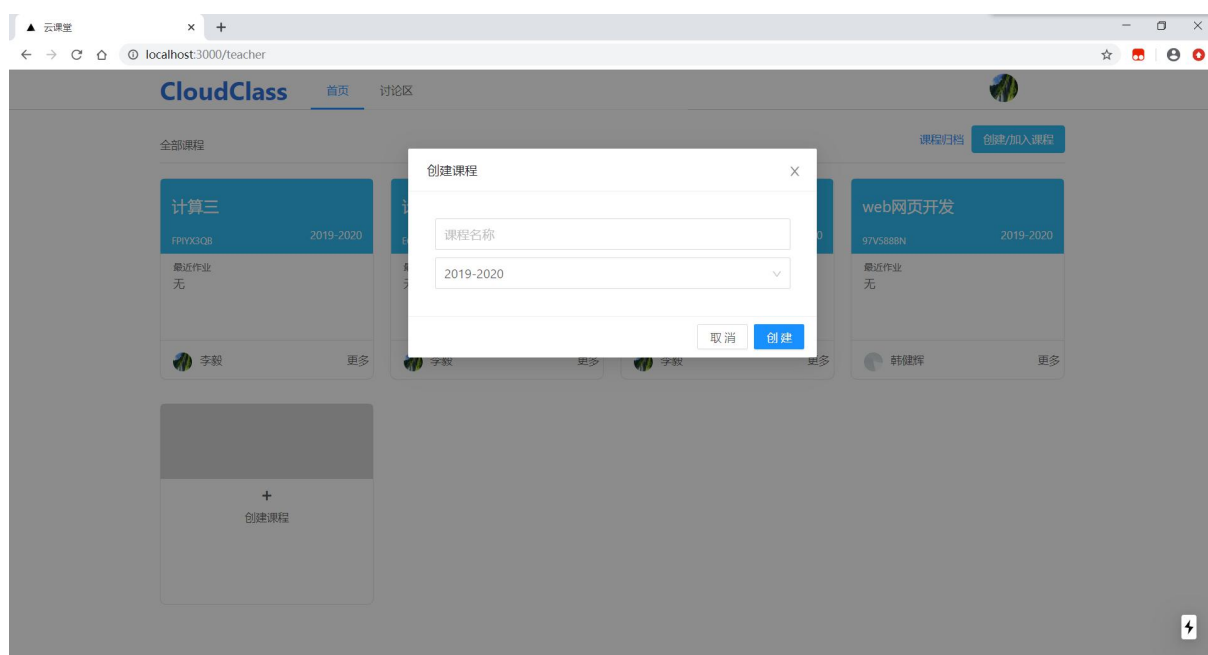 云课堂
localhost:3000/teacher
CloudClass 首页 讨论区
全部课程 课程归档 创建/加入课程
创建课程
计算三 web网页开发
FPIYX3QB 2019-2020 97VS888N 2019-2020
课程名称
最近作业 最近作业
无 无
2019-2020
取消 创建
李毅 更多 李毅 更多 李毅 更多 韩健辉 更多
+
创建课程